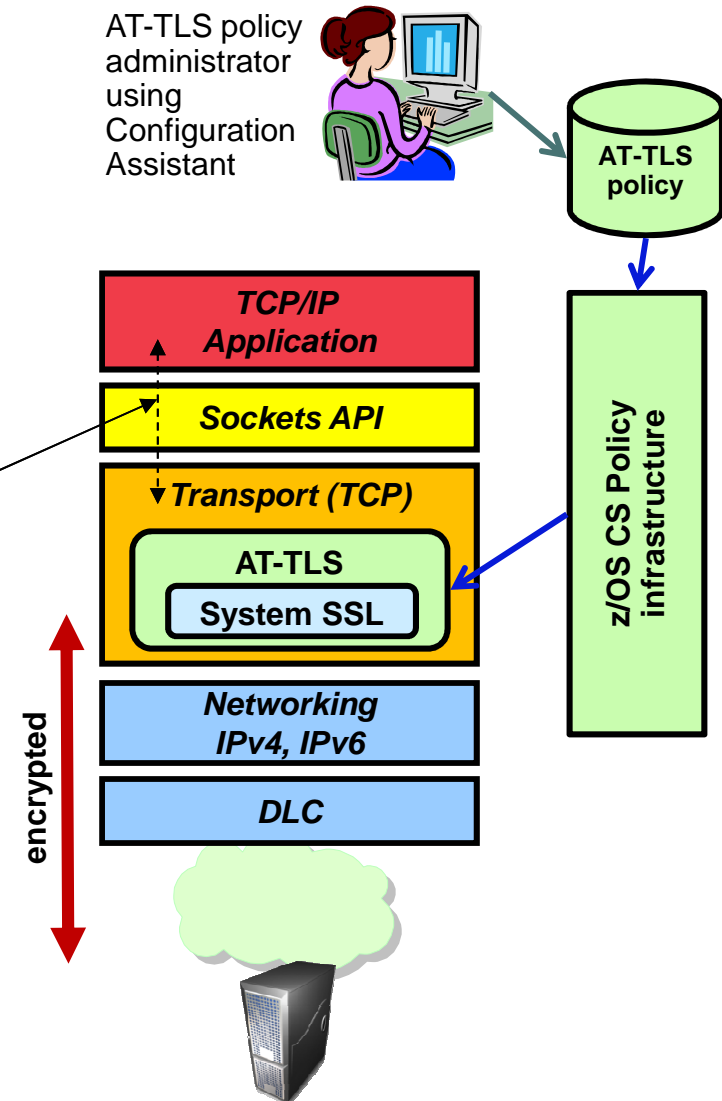 AT-TLS policy
administrator
using
Configuration
Assistant
AT-TLS
policy
TCP/IP
Application
Sockets API
Transport (TCP)
AT-TLS
System SSL
Networking
IPv4, IPv6
DLC
encrypted
z/OS CS Policy
infrastructure